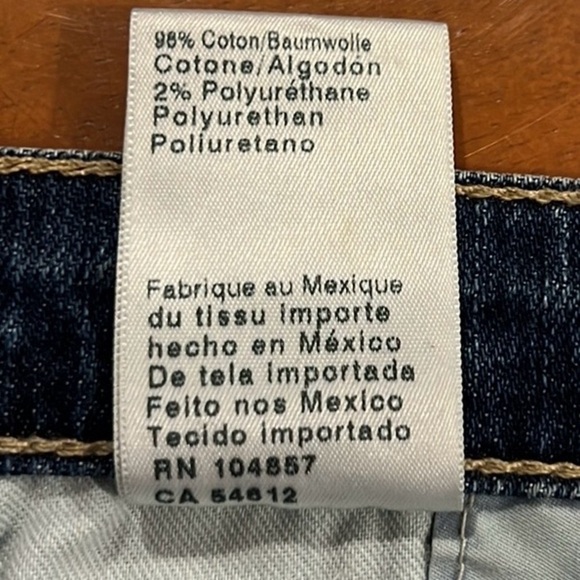 98% Coton/Baumwolle
Cotone/Algodón
2% Polyuréthane
Polyurethan
Poliuretano
Fabrique au Mexique
du tissu importe
hecho en México
De tela importada
Feito nos Mexico
Tecido importado
RN 104857
CA 54612